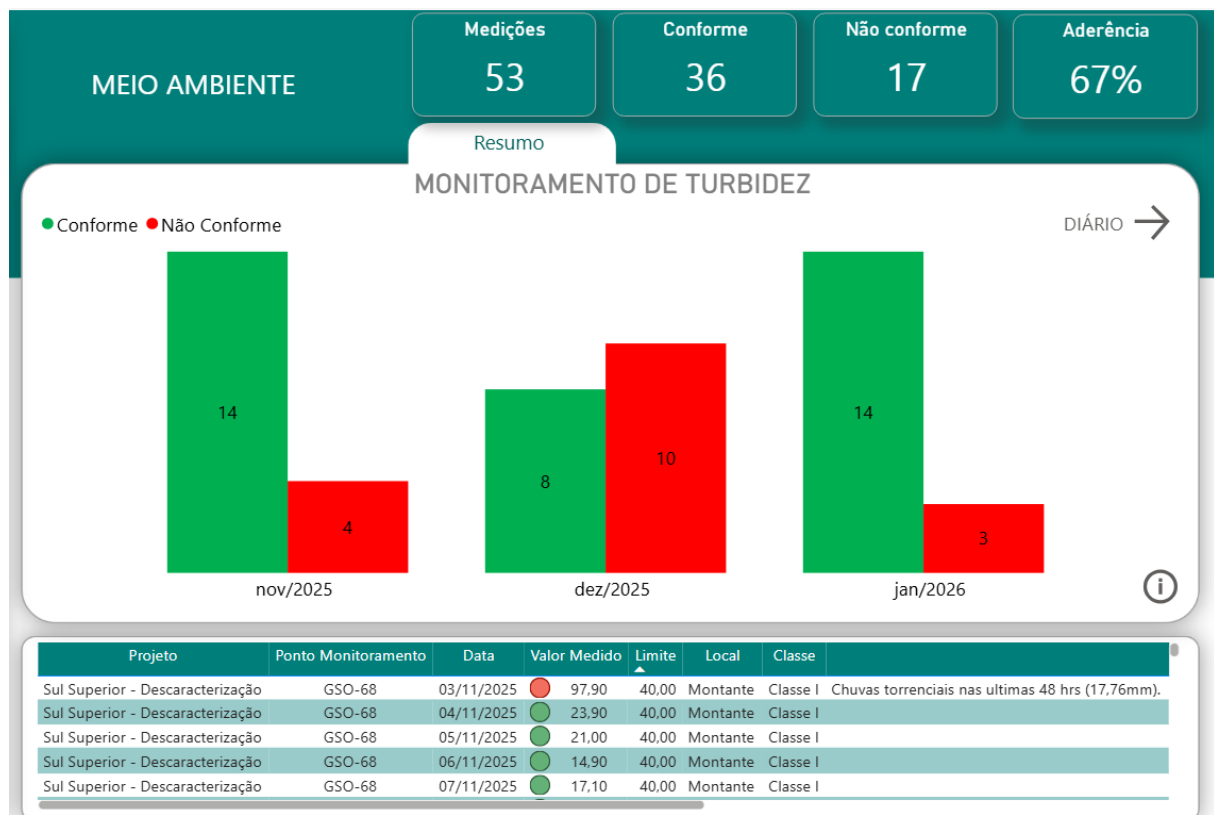 MEIO AMBIENTE
Medições
53
Conforme
36
Não conforme
17
Aderência
67%
Resumo
MONITORAMENTO DE TURBIDEZ
Conforme Não Conforme
DIÁRIO
14
4
8
10
14
3
nov/2025 dez/2025 jan/2026
i
Projeto Ponto Monitoramento Data Valor Medido Limite Local Classe
Sul Superior - Descaracterização GSO-68 03/11/2025 97,90 40,00 Montante Classe I Chuvas torrenciais nas ultimas 48 hrs (17,76mm).
Sul Superior - Descaracterização GSO-68 04/11/2025 23,90 40,00 Montante Classe I
Sul Superior - Descaracterização GSO-68 05/11/2025 21,00 40,00 Montante Classe I
Sul Superior - Descaracterização GSO-68 06/11/2025 14,90 40,00 Montante Classe I
Sul Superior - Descaracterização GSO-68 07/11/2025 17,10 40,00 Montante Classe I